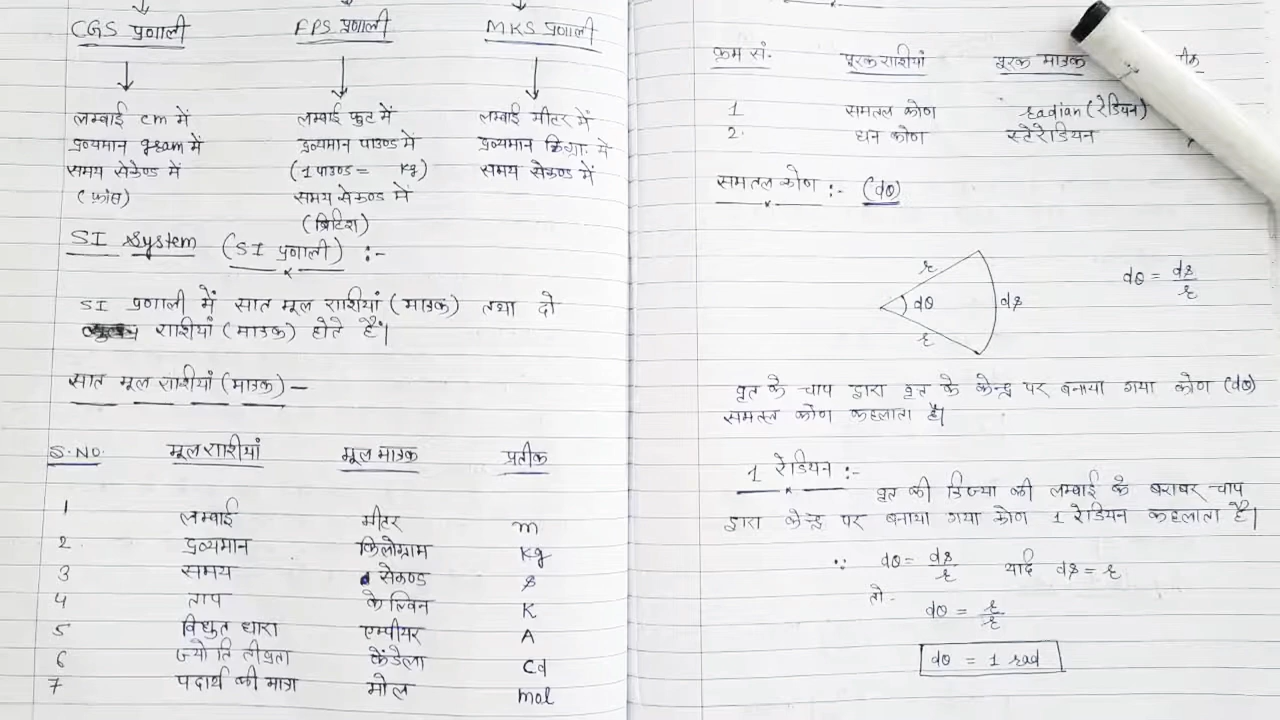 CGS प्रणाली FPS प्रणाली MKS प्रणाली
लम्बाई cm में लम्बाई फुट में लम्बाई मीटर में
द्रव्यमान gram में द्रव्यमान पाउण्ड में द्रव्यमान किग्रा में
समय सेकेण्ड में (1 पाउण्ड = Kg) समय सेकण्ड में
(फ्रांस) समय सेकण्ड में
(ब्रिटिश)
SI System (SI प्रणाली) :-
SI प्रणाली में सात मूल राशीयां (मात्रक) तथा दो
राशीयां (मात्रक) होते हैं।
सात मूल राशीयां (मात्रक) –
S.No. मूल राशीयां मूल मात्रक प्रतीक
1 लम्बाई मीटर m
2 द्रव्यमान किलोग्राम Kg
3 समय सेकण्ड s
4 ताप केल्विन K
5 विधुत धारा एम्पीयर A
6 ज्योति तीव्रता केंडेला Cd
7 पदार्थ की मात्रा मोल mol
क्रम सं. पूरक राशीयां पूरक मात्रक
1 समतल कोण radian (रेडियन)
2. घन कोण स्टेरेडियन
समतल कोण :- (dθ)
r
dθ ds
r
dθ = ds/r
वृत के चाप द्वारा वृत के केन्द्र पर बनाया गया कोण (dθ)
समतल कोण कहलाता है।
1 रेडियन :-
वृत की त्रिज्या की लम्बाई के बराबर चाप
द्वारा केन्द्र पर बनाया गया कोण 1 रेडियन कहलाता है।
∵ dθ = ds/r यदि ds = r
तो
dθ = r/r
dθ = 1 rad